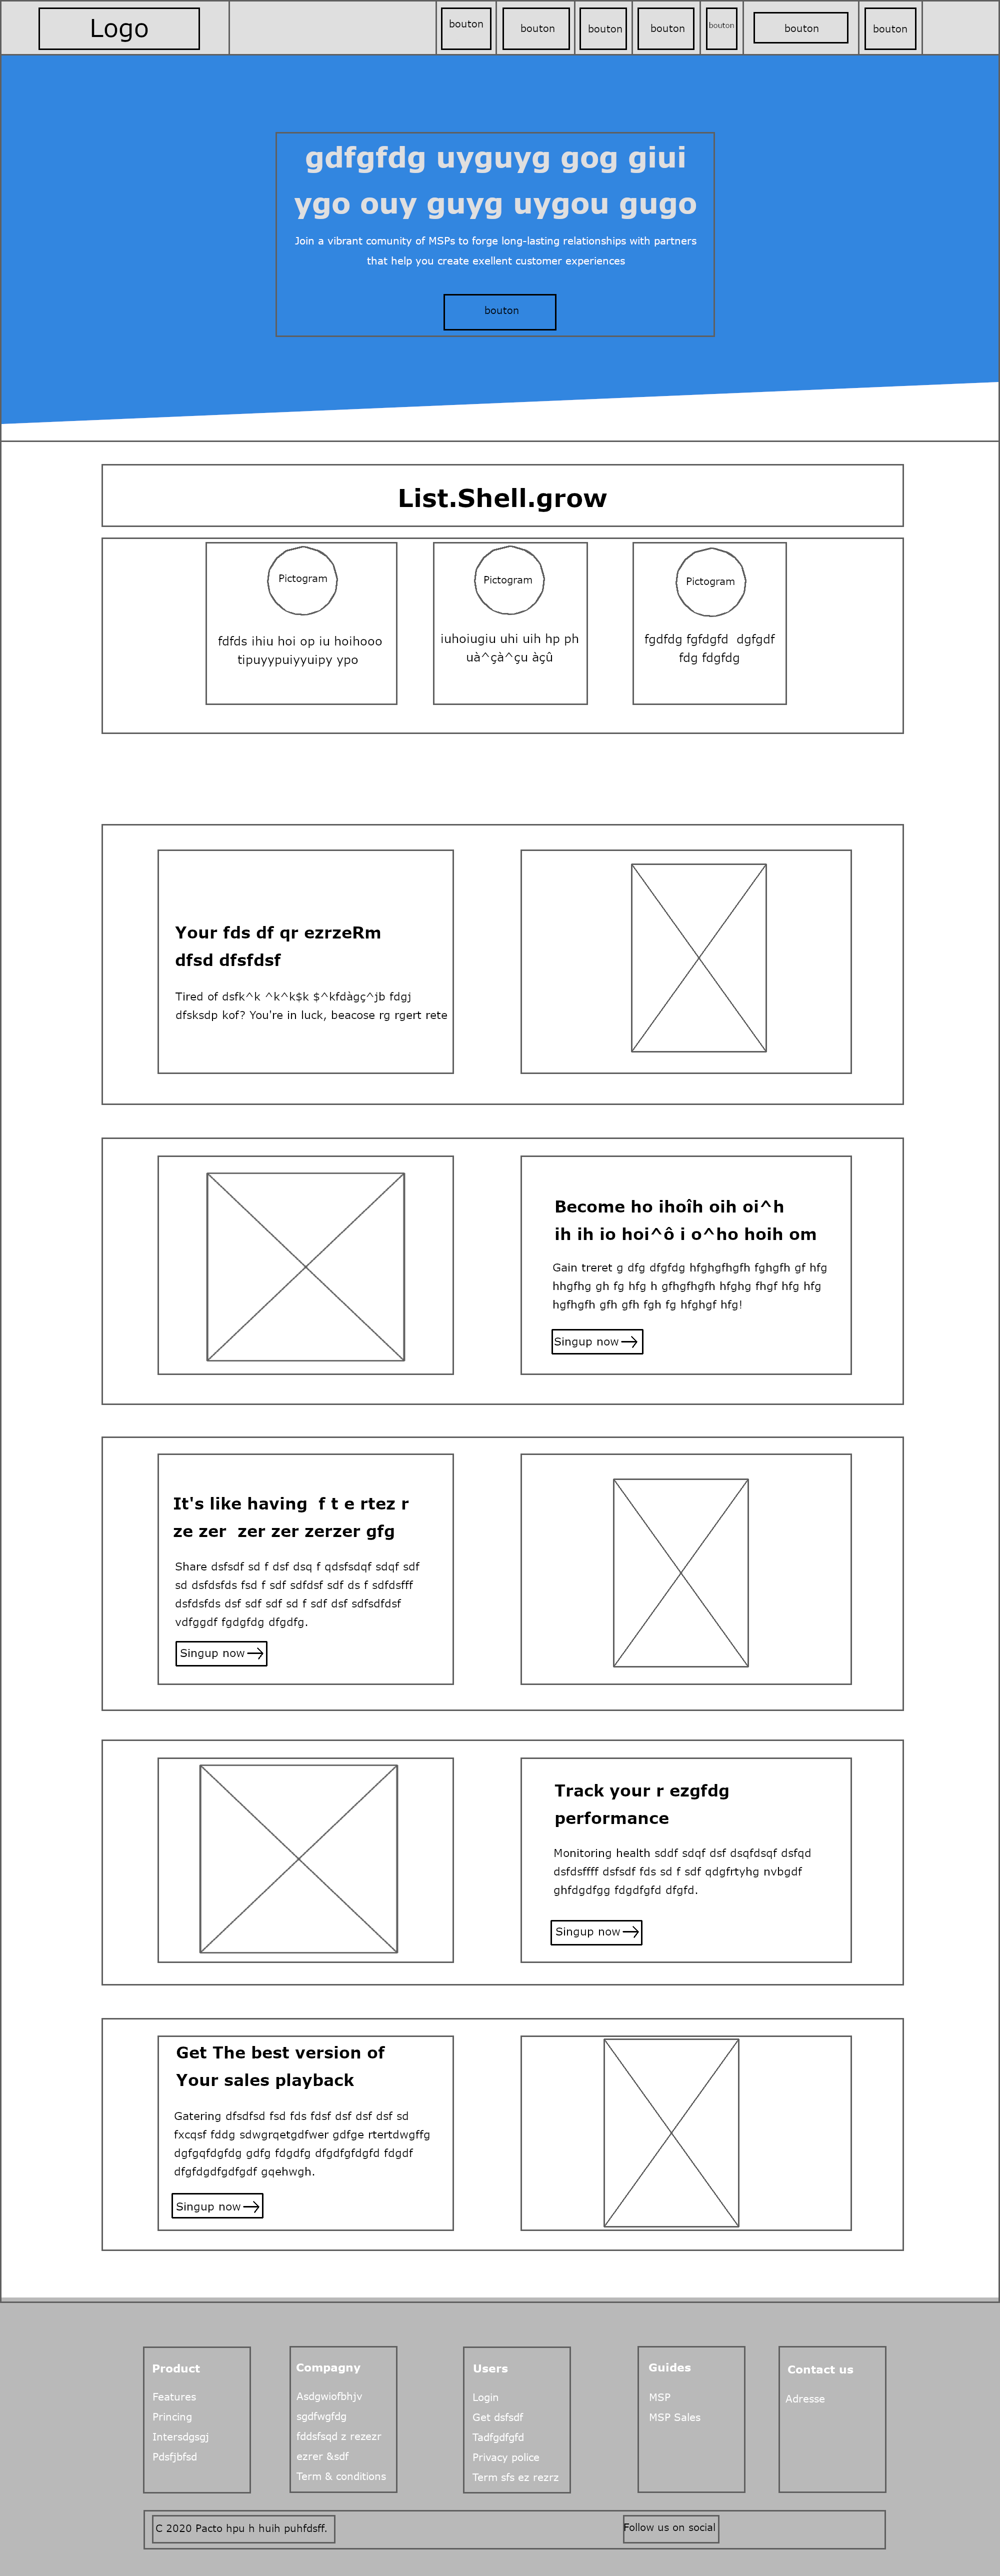 Logo
bouton
bouton
bouton
bouton
bouton
bouton
bouton
gdfgfdg uyguyg gog giui
ygo ouy guyg uygou gugo
Join a vibrant comunity of MSPs to forge long-lasting relationships with partners
that help you create exellent customer experiences
bouton
List.Shell.grow
Pictogram
fdfds ihiu hoi op iu hoihooo
tipuyypuiyyuipy ypo
Pictogram
iuhoiugiu uhi uih hp ph
uà^çà^çu àçû
Pictogram
fgdfdg fgfdgfd  dgfgdf
fdg fdgfdg
Your fds df qr ezrzeRm
dfsd dfsfdsf
Tired of dsfk^k ^k^k$k $^kfdàgç^jb fdgj
dfsksdp kof? You're in luck, beacose rg rgert rete
Become ho ihoîh oih oi^h
ih ih io hoi^ô i o^ho hoih om
Gain treret g dfg dfgfdg hfghgfhgfh fghgfh gf hfg
hhgfhg gh fg hfg h gfhgfhgfh hfghg fhgf hfg hfg
hgfhgfh gfh gfh fgh fg hfghgf hfg!
Singup now
It's like having  f t e rtez r
ze zer  zer zer zerzer gfg
Share dsfsdf sd f dsf dsq f qdsfsdqf sdqf sdf
sd dsfdsfds fsd f sdf sdfdsf sdf ds f sdfdsfff
dsfdsfds dsf sdf sdf sd f sdf dsf sdfsdfdsf
vdfggdf fgdgfdg dfgdfg.
Singup now
Track your r ezgfdg
performance
Monitoring health sddf sdqf dsf dsqfdsqf dsfqd
dsfdsffff dsfsdf fds sd f sdf qdgfrtyhg nvbgdf
ghfdgdfgg fdgdfgfd dfgfd.
Singup now
Get The best version of
Your sales playback
Gatering dfsdfsd fsd fds fdsf dsf dsf dsf sd
fxcqsf fddg sdwgrqetgdfwer gdfge rtertdwgffg
dgfgqfdgfdg gdfg fdgdfg dfgdfgfdgfd fdgdf
dfgfdgdfgdfgdf gqehwgh.
Singup now
Product
Features
Princing
Intersdgsgj
Pdsfjbfsd
Compagny
Asdgwiofbhjv
sgdfwgfdg
fddsfsqd z rezezr
ezrer &sdf
Term & conditions
Users
Login
Get dsfsdf
Tadfgdfgfd
Privacy police
Term sfs ez rezrz
Guides
MSP
MSP Sales
Contact us
Adresse
C 2020 Pacto hpu h huih puhfdsff.
Follow us on social